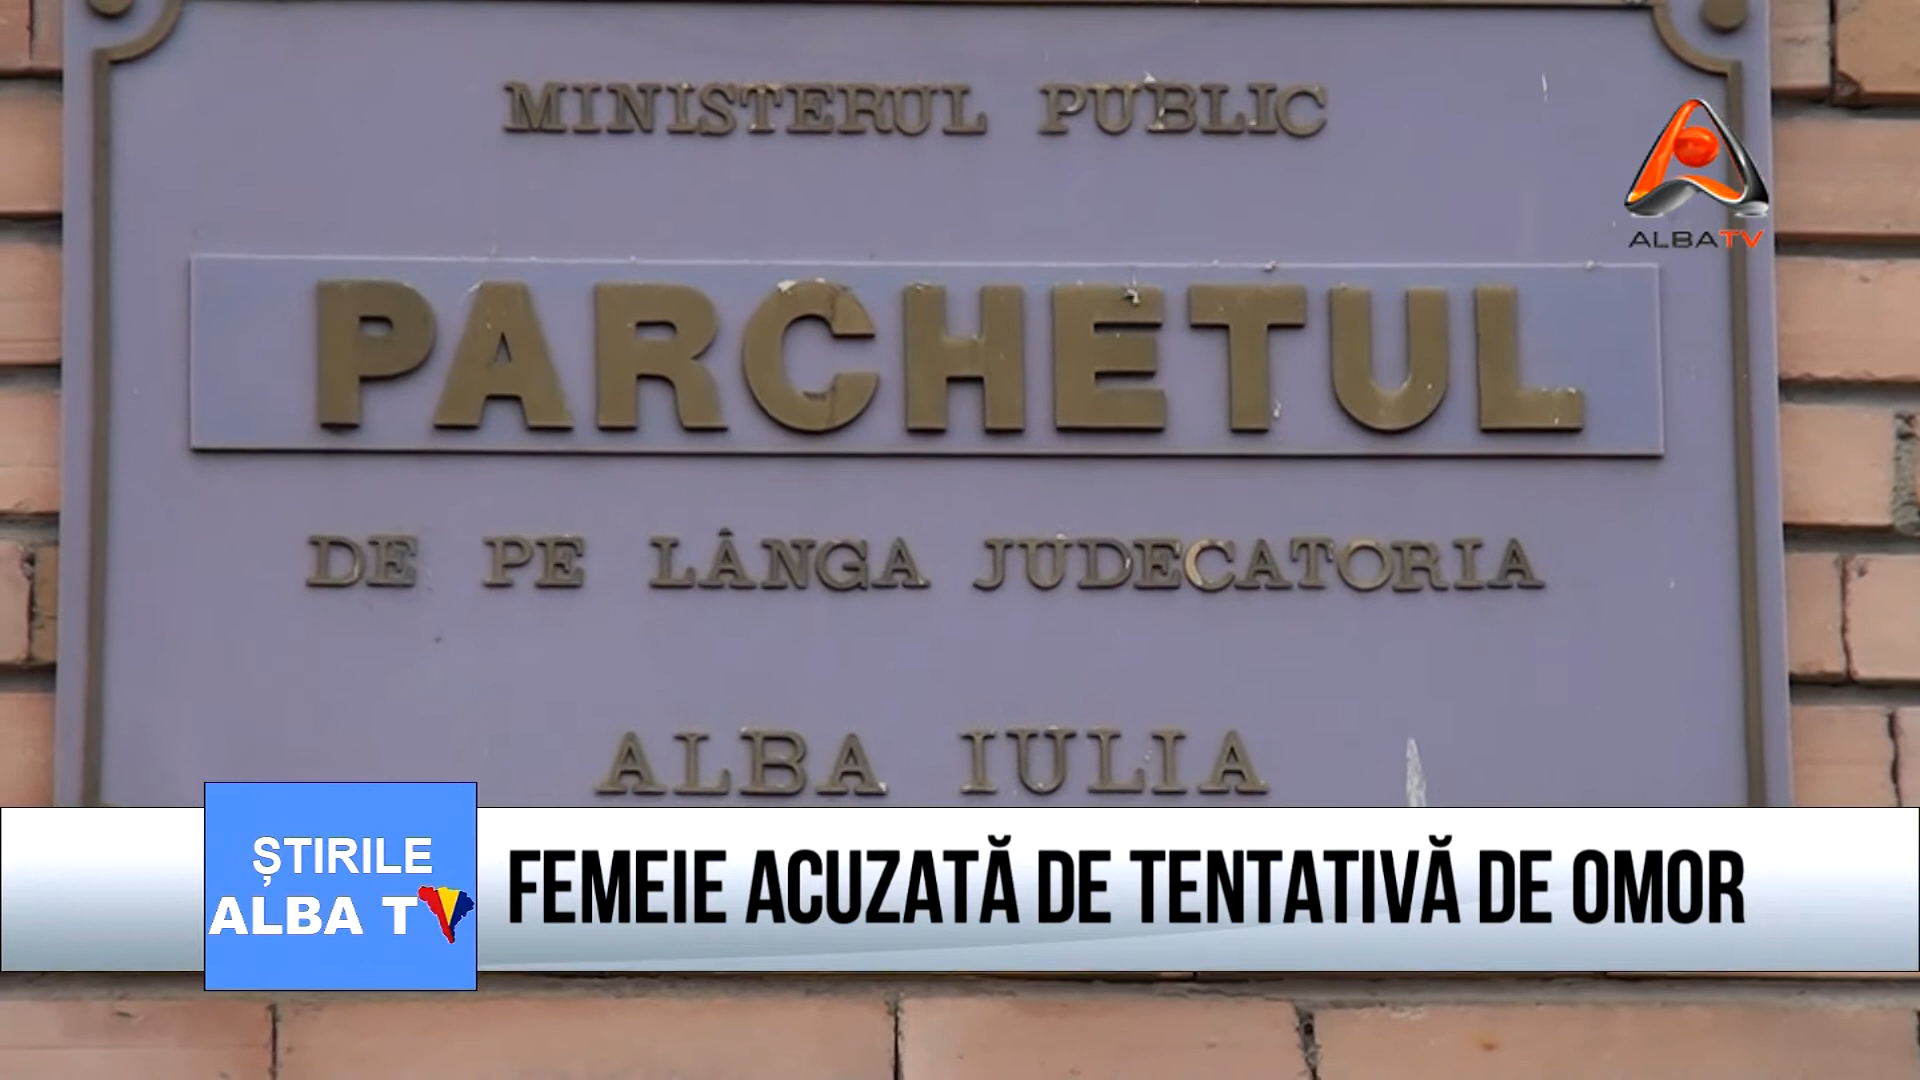 MINISTERUL PUBLIC
ALBATV
PARCHETUL
DE PE LÂNGA JUDECATORIA
ALBA IULIA
ȘTIRILE
ALBA TV
FEMEIE ACUZATĂ DE TENTATIVĂ DE OMOR